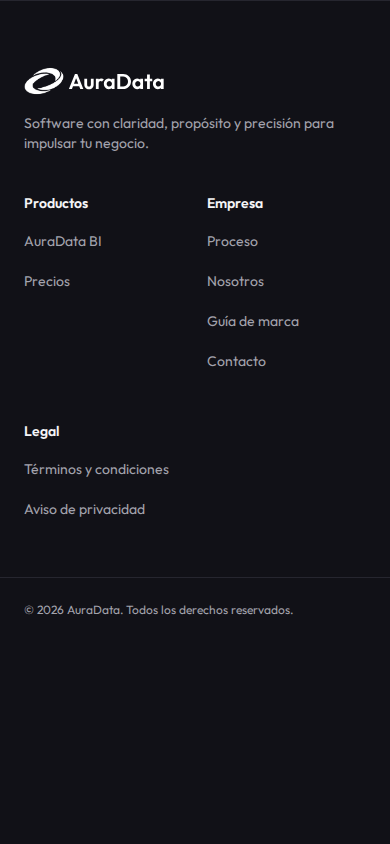 AuraData
Software con claridad, propósito y precisión para
impulsar tu negocio.
Productos
AuraData BI
Precios
Empresa
Proceso
Nosotros
Guía de marca
Contacto
Legal
Términos y condiciones
Aviso de privacidad
© 2026 AuraData. Todos los derechos reservados.